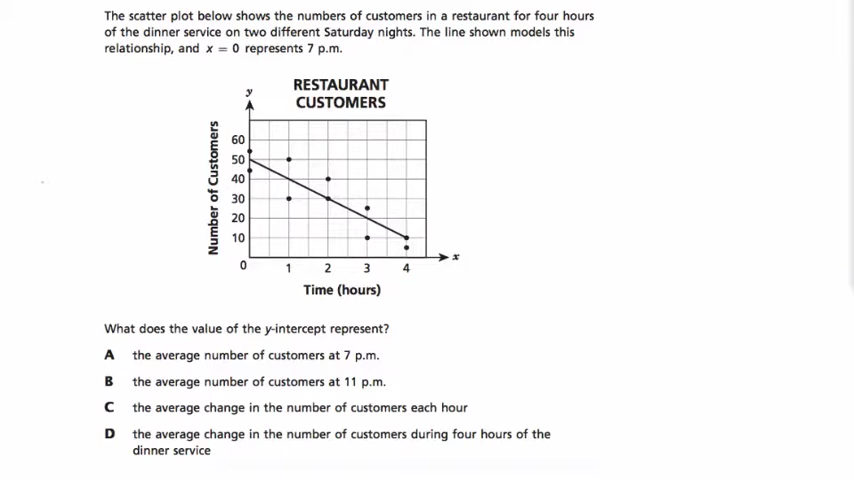 The scatter plot below shows the numbers of customers in a restaurant for four hours
of the dinner service on two different Saturday nights. The line shown models this
relationship, and x = 0 represents 7 p.m.
RESTAURANT
CUSTOMERS
y
Number of Customers
60
50
40
30
20
10
0 1 2 3 4
x
Time (hours)
What does the value of the y-intercept represent?
A the average number of customers at 7 p.m.
B the average number of customers at 11 p.m.
C the average change in the number of customers each hour
D the average change in the number of customers during four hours of the
dinner service